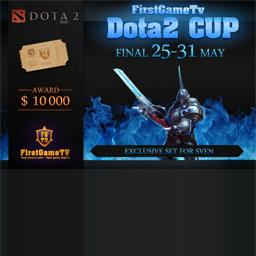 DOTA 2
AWARD
$ 10 000
FirstGameTV
FirstGameTv
Dota2 CUP
FINAL 25-31 MAY
EXCLUSIVE SET FOR SVEN